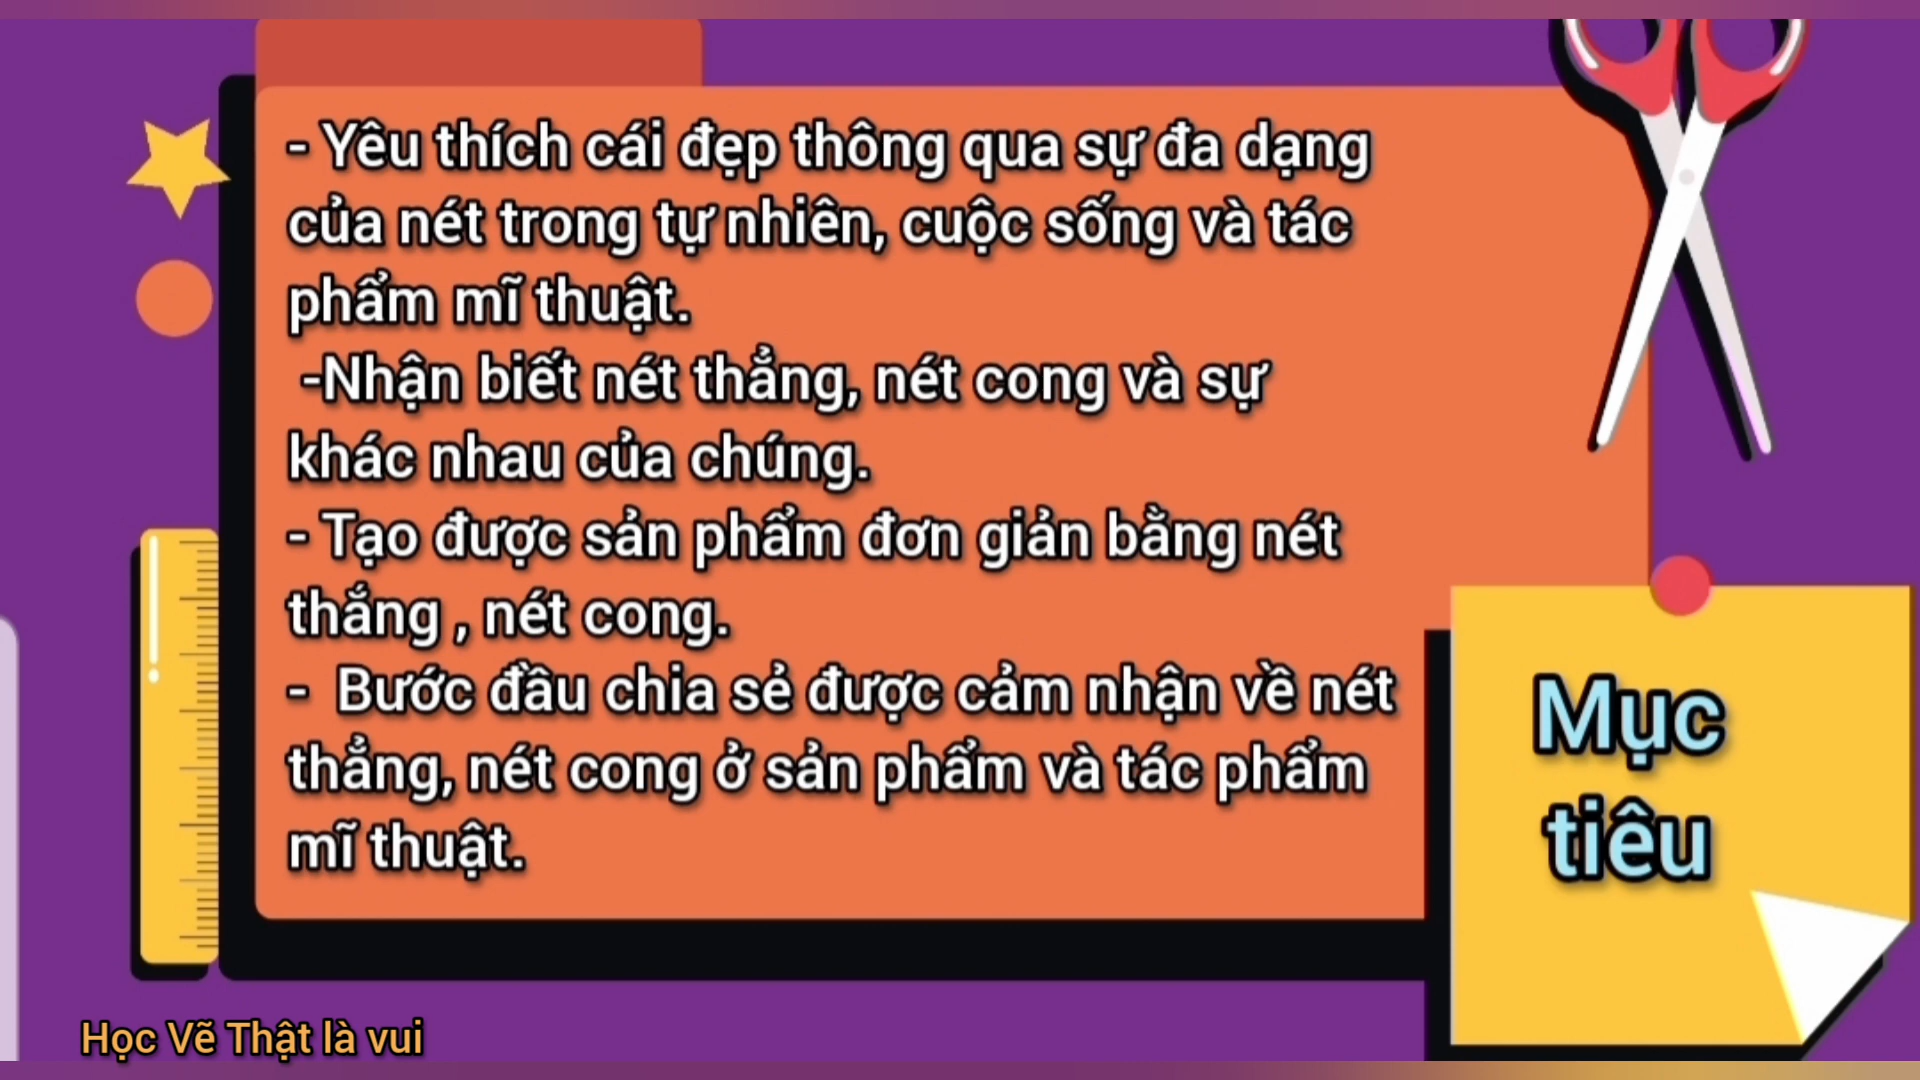 - Yêu thích cái đẹp thông qua sự đa dạng
của nét trong tự nhiên, cuộc sống và tác
phẩm mĩ thuật.
-Nhận biết nét thẳng, nét cong và sự
khác nhau của chúng.
- Tạo được sản phẩm đơn giản bằng nét
thắng , nét cong.
- Bước đầu chia sẻ được cảm nhận về nét
thẳng, nét cong ở sản phẩm và tác phẩm
mĩ thuật.
Mục
tiêu
Học Vẽ Thật là vui